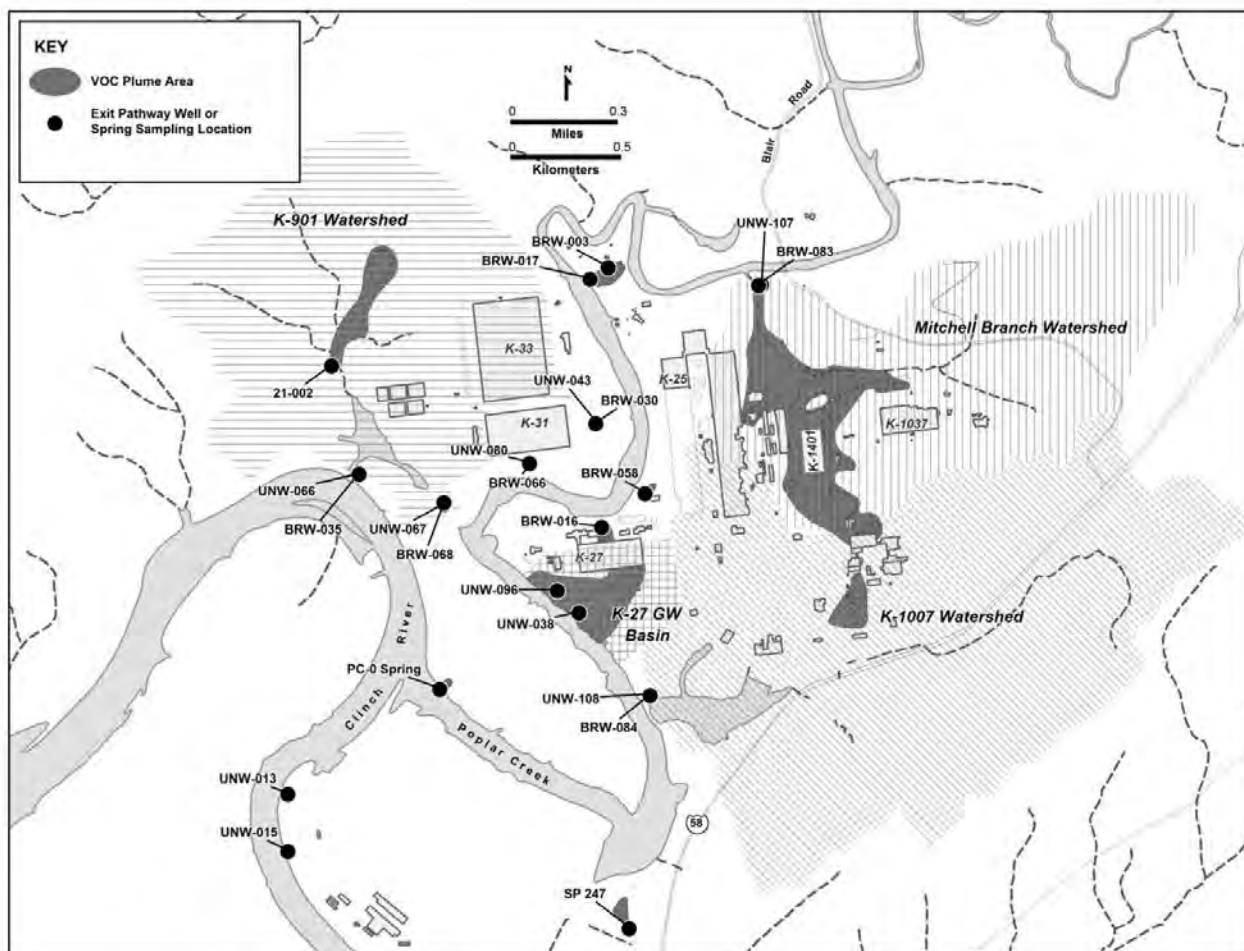 KEY
VOC Plume Area
Exit Pathway Well or
Spring Sampling Location
N
0 0.3
Miles
0 0.5
Kilometers
Blair Road
K-901 Watershed
UNW-107
BRW-003
BRW-083
BRW-017
Mitchell Branch Watershed
K-33
K-25
UNW-043
21-002
BRW-030
K-31
K-1037
K-1401
UNW-080
BRW-058
BRW-066
UNW-066
BRW-035
UNW-067
BRW-016
BRW-068
K-27
UNW-096
K-27 GW
Basin
UNW-038
K-1007 Watershed
Clinch River
PC-0 Spring
UNW-108
BRW-084
Poplar Creek
UNW-013
58
UNW-015
SP 247